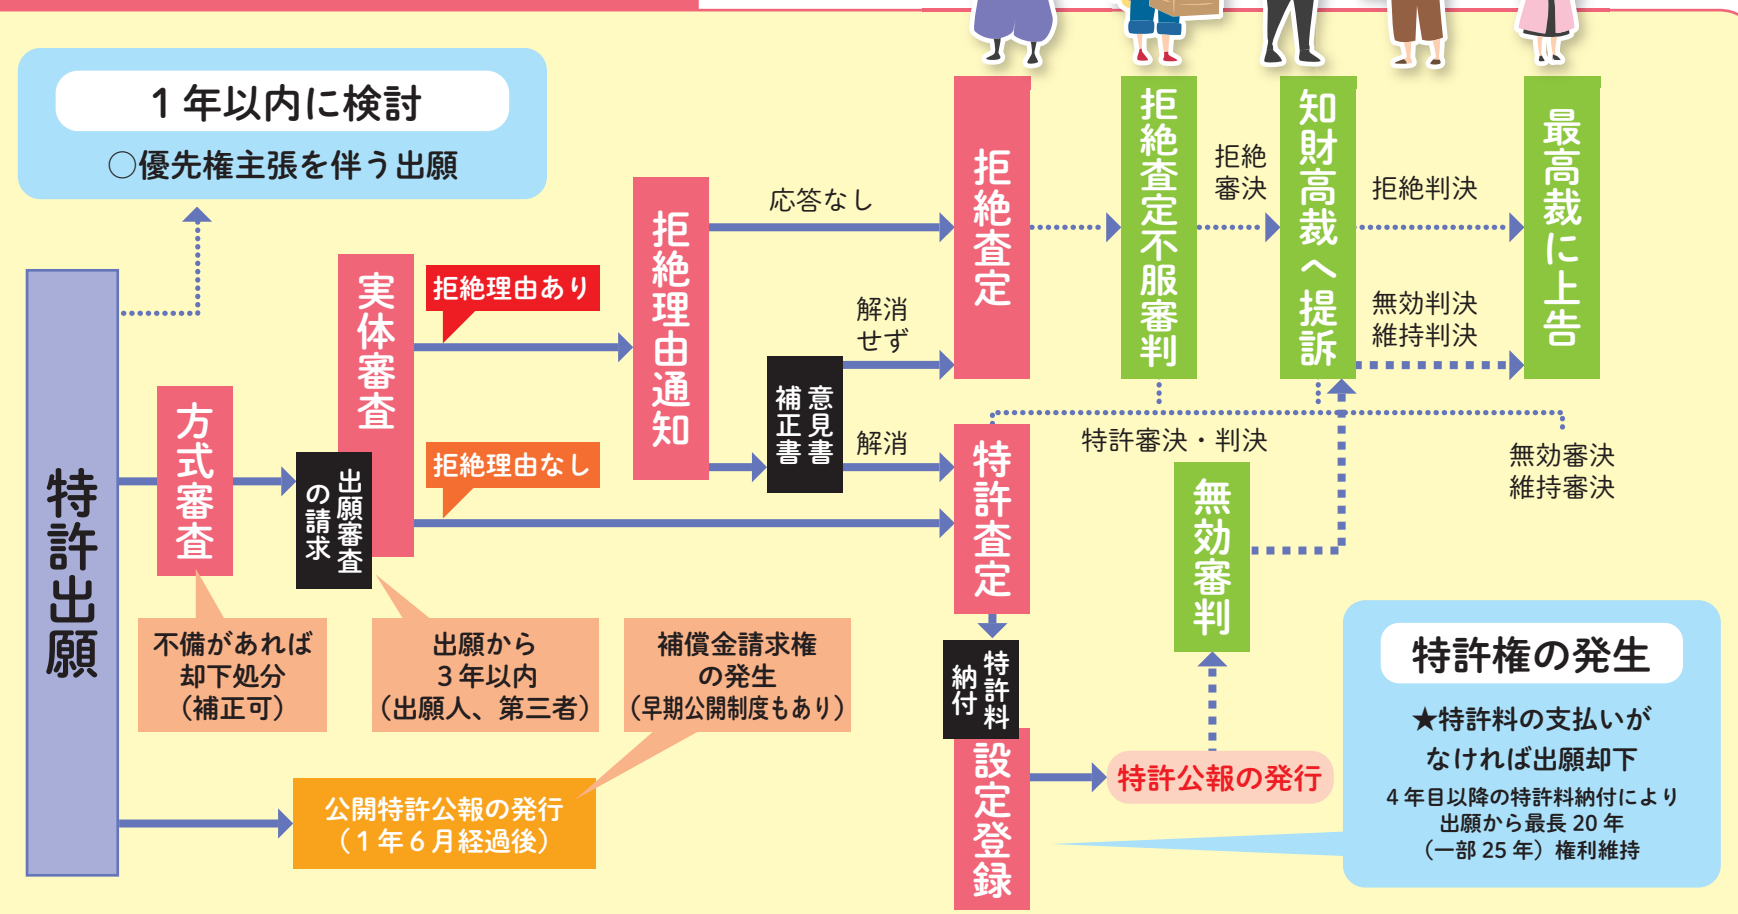 1年以内に検討
○優先権主張を伴う出願
特許出願
方式審査
不備があれば
却下処分
（補正可）
実体審査
出願審査
の請求
出願から
３年以内
（出願人、第三者）
拒絶理由あり
拒絶理由なし
補償金請求権
の発生
（早期公開制度もあり）
公開特許公報の発行
（１年６月経過後）
拒絶理由通知
応答なし
意見書
補正書
解消
せず
解消
拒絶査定
特許査定
特許料
納付
設定登録
特許公報の発行
拒絶査定不服審判
拒絶
審決
知財高裁へ提訴
拒絶判決
無効判決
維持判決
最高裁に上告
特許審決・判決
無効審判
無効審決
維持審決
特許権の発生
★特許料の支払いが
なければ出願却下
４年目以降の特許料納付により
出願から最長 20 年
（一部 25 年）権利維持